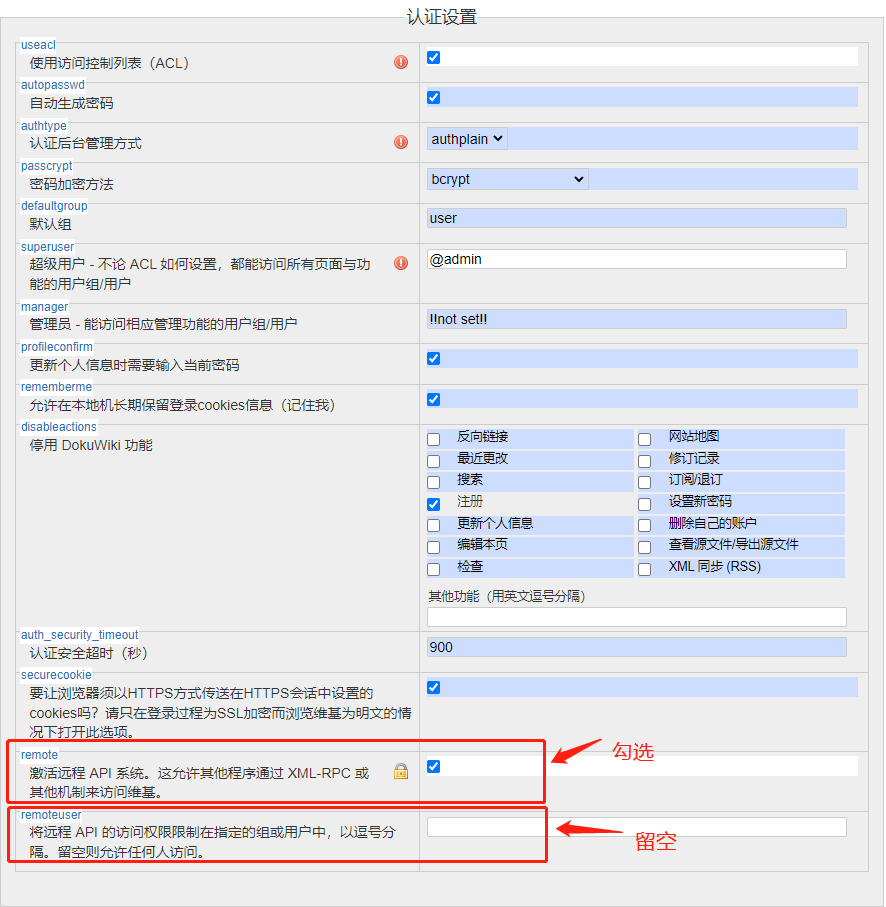 认证设置
useacl
使用访问控制列表（ACL）
autopasswd
自动生成密码
authtype
认证后台管理方式
authplain
passcrypt
密码加密方法
bcrypt
defaultgroup
默认组
user
superuser
超级用户 - 不论 ACL 如何设置，都能访问所有页面与功
能的用户组/用户
@admin
manager
管理员 - 能访问相应管理功能的用户组/用户
!!not set!!
profileconfirm
更新个人信息时需要输入当前密码
rememberme
允许在本地机长期保留登录cookies信息（记住我）
disableactions
停用 DokuWiki 功能
反向链接
网站地图
最近更改
修订记录
搜索
订阅/退订
注册
设置新密码
更新个人信息
删除自己的账户
编辑本页
查看源文件/导出源文件
检查
XML 同步 (RSS)
其他功能（用英文逗号分隔）
auth_security_timeout
认证安全超时（秒）
900
securecookie
要让浏览器须以HTTPS方式传送在HTTPS会话中设置的
cookies吗？请只在登录过程为SSL加密而浏览维基为明文的情
况下打开此选项。
remote
激活远程 API 系统。这允许其他程序通过 XML-RPC 或
其他机制来访问维基。
勾选
remoteuser
将远程 API 的访问权限限制在指定的组或用户中，以逗号分
隔。留空则允许任何人访问。
留空